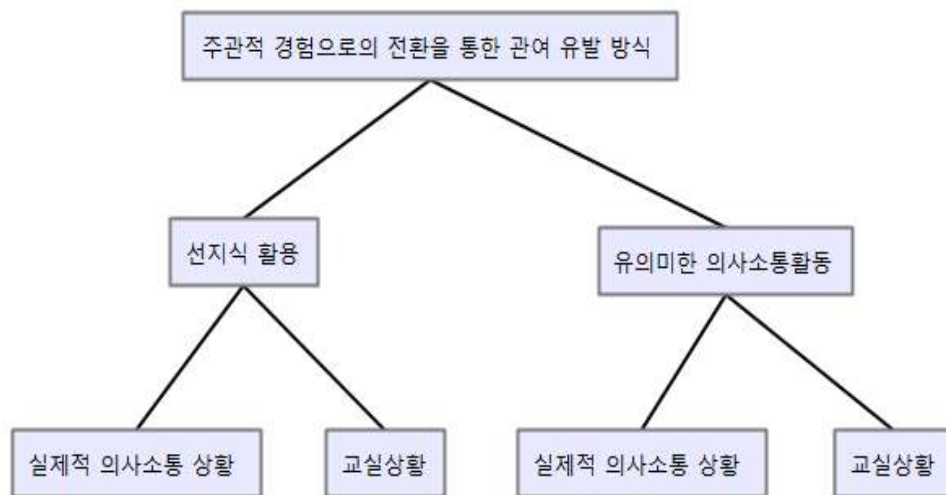 주관적 경험으로의 전환을 통한 관여 유발 방식
선지식 활용
유의미한 의사소통활동
실제적 의사소통 상황
교실상황
실제적 의사소통 상황
교실상황